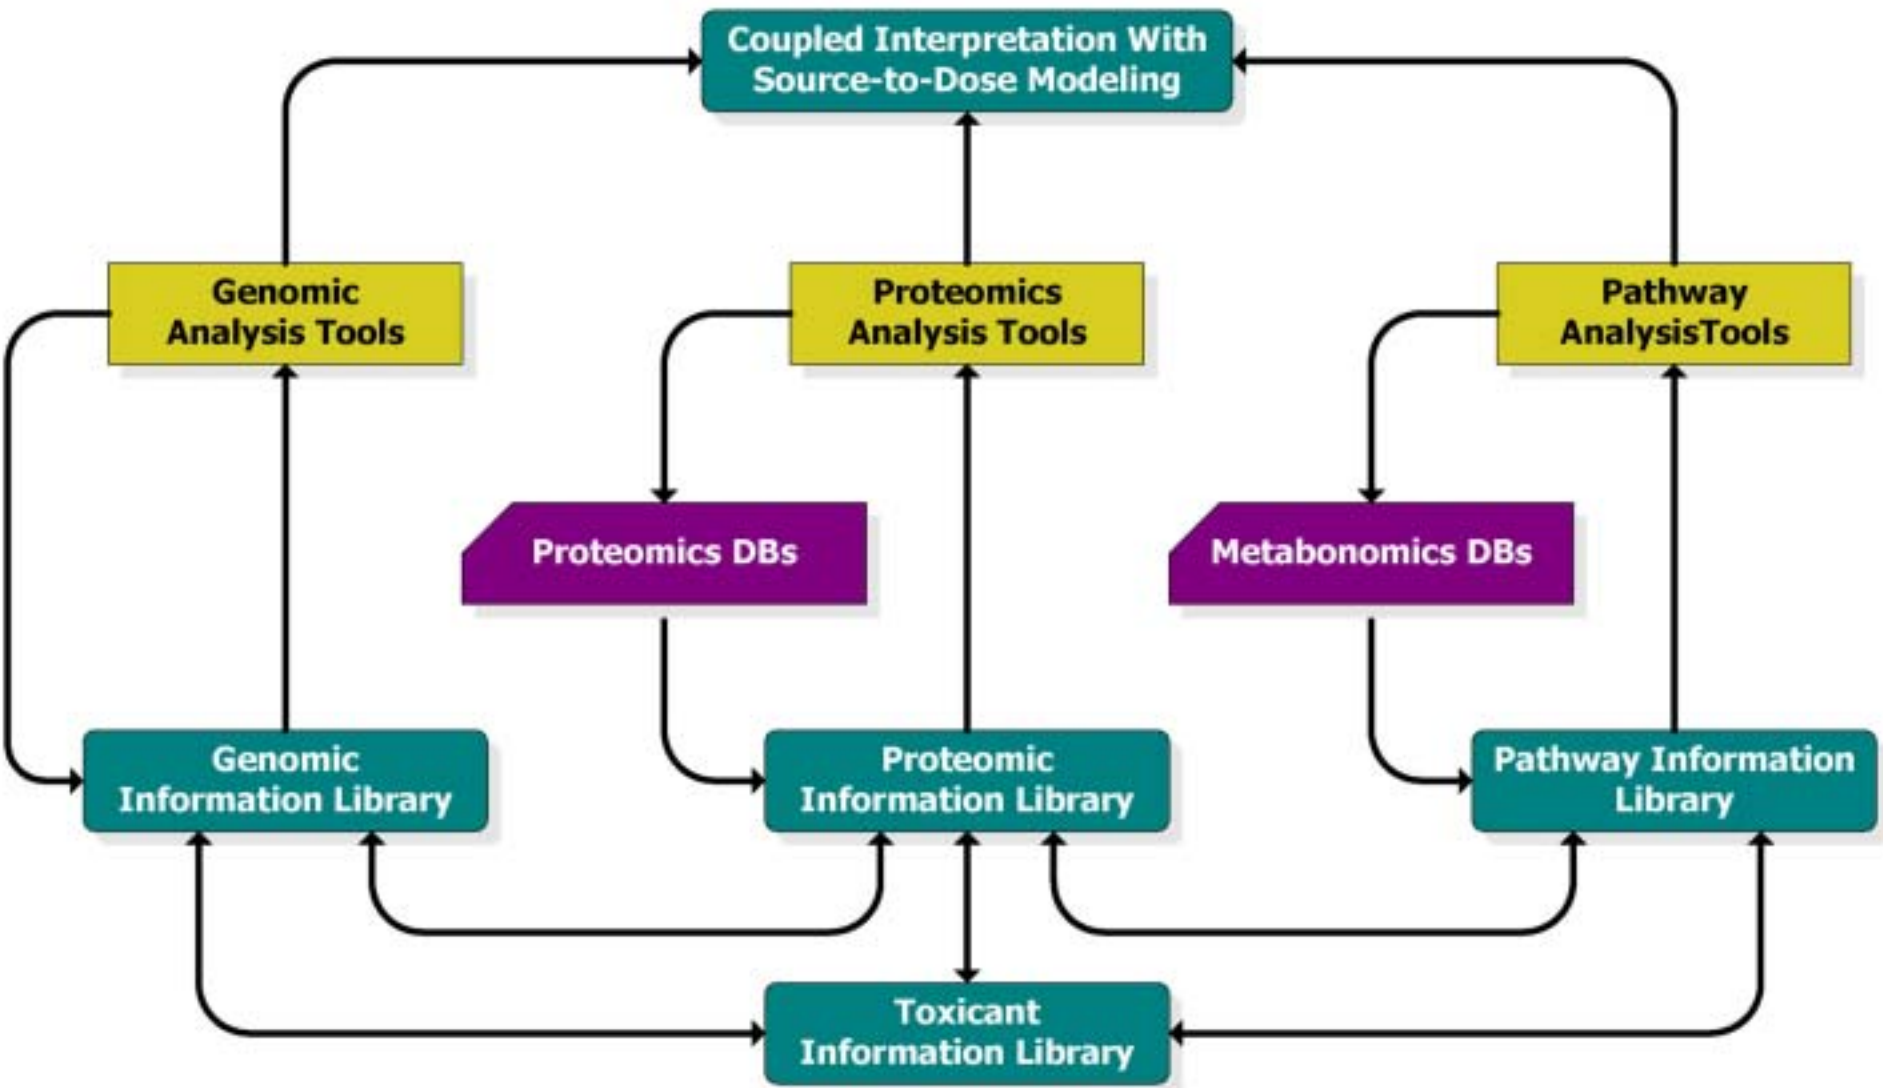 Coupled Interpretation With
Source-to-Dose Modeling
Genomic
Analysis Tools
Proteomics
Analysis Tools
Pathway
AnalysisTools
Proteomics DBs
Metabonomics DBs
Genomic
Information Library
Proteomic
Information Library
Pathway Information
Library
Toxicant
Information Library